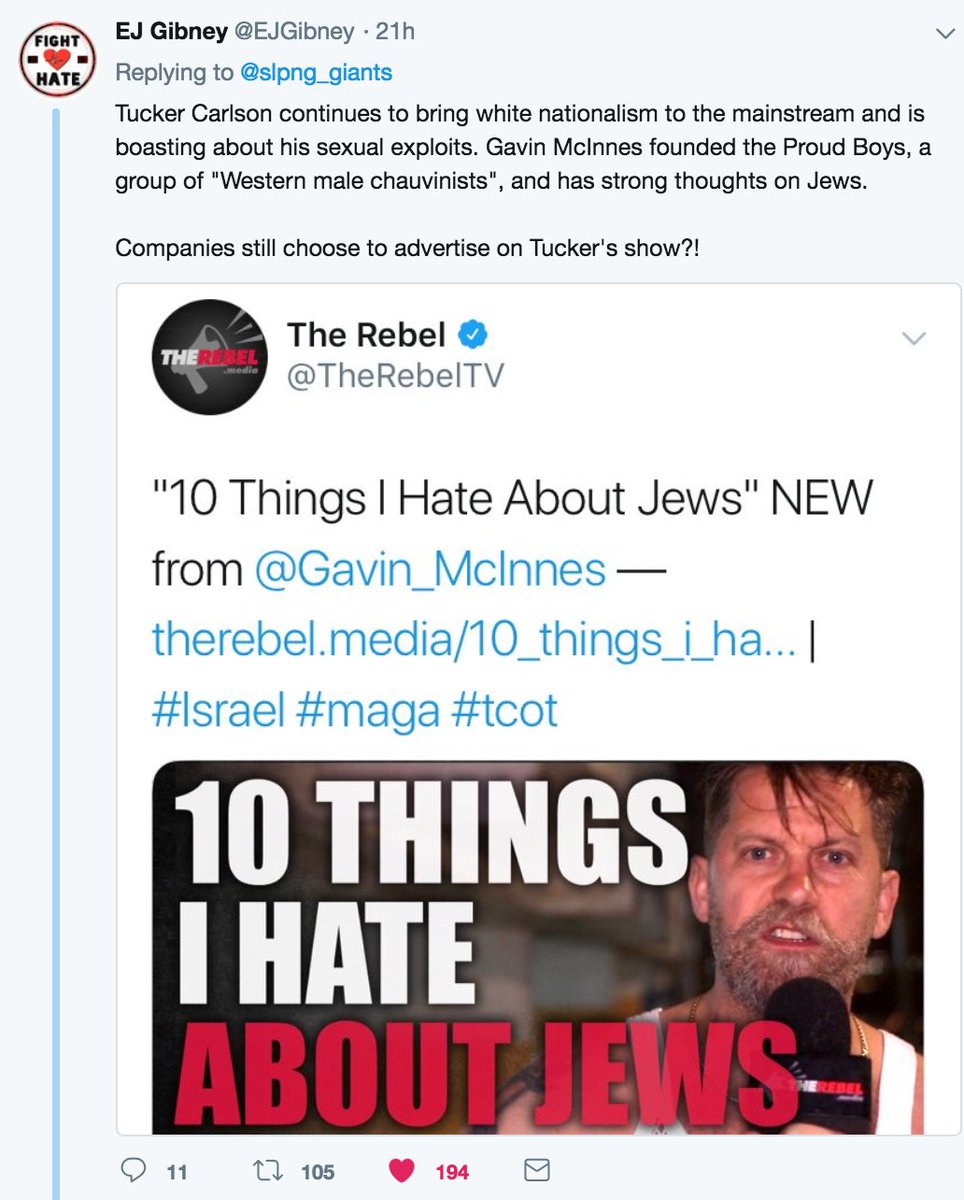 FIGHT
HATE
EJ Gibney @EJGibney · 21h
Replying to @slpng_giants
Tucker Carlson continues to bring white nationalism to the mainstream and is
boasting about his sexual exploits. Gavin McInnes founded the Proud Boys, a
group of "Western male chauvinists", and has strong thoughts on Jews.
Companies still choose to advertise on Tucker's show?!
THEREBEL
.media
The Rebel
@TheRebelTV
"10 Things I Hate About Jews" NEW
from @Gavin_McInnes —
therebel.media/10_things_i_ha... |
#Israel #maga #tcot
10 THINGS
I HATE
ABOUT JEWS
THEREBEL
.media
11 105 194